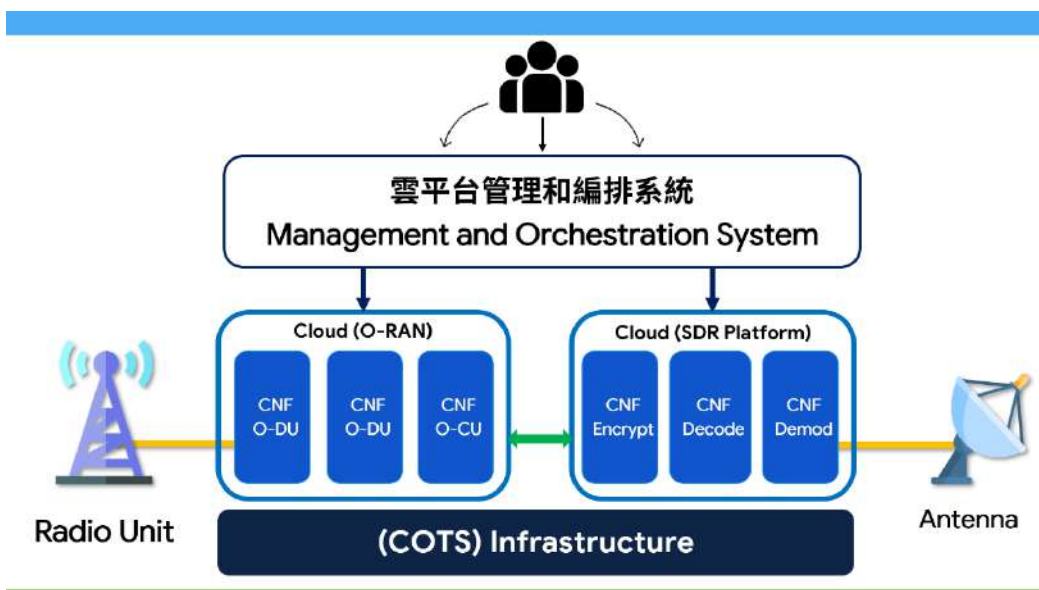 雲平台管理和編排系統
Management and Orchestration System
Cloud (O-RAN)
CNF
O-DU
CNF
O-DU
CNF
O-CU
Cloud (SDR Platform)
CNF
Encrypt
CNF
Decode
CNF
Demod
Radio Unit
Antenna
(COTS) Infrastructure